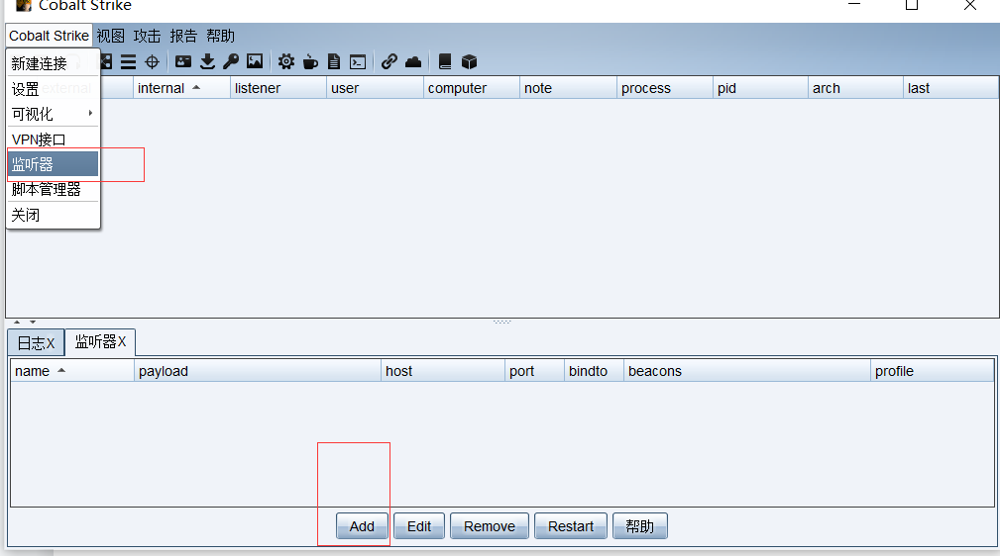 Cobalt Strike
Cobalt Strike 视图 攻击 报告 帮助
新建连接
设置
可视化
VPN接口
监听器
脚本管理器
关闭
external internal listener user computer note process pid arch last
日志X 监听器X
name payload host port bindto beacons profile
Add Edit Remove Restart 帮助